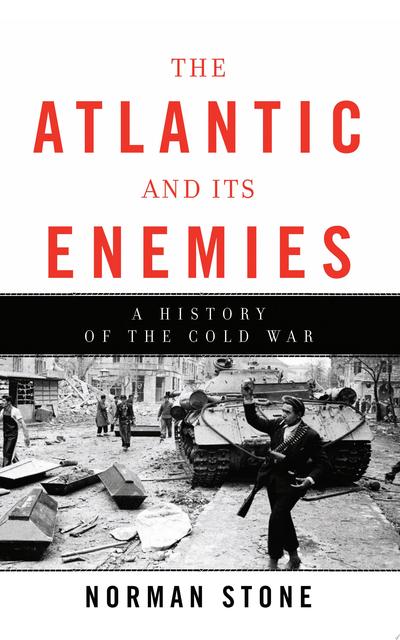 THE
ATLANTIC
AND ITS
ENEMIES
A HISTORY
OF THE COLD WAR
NORMAN STONE